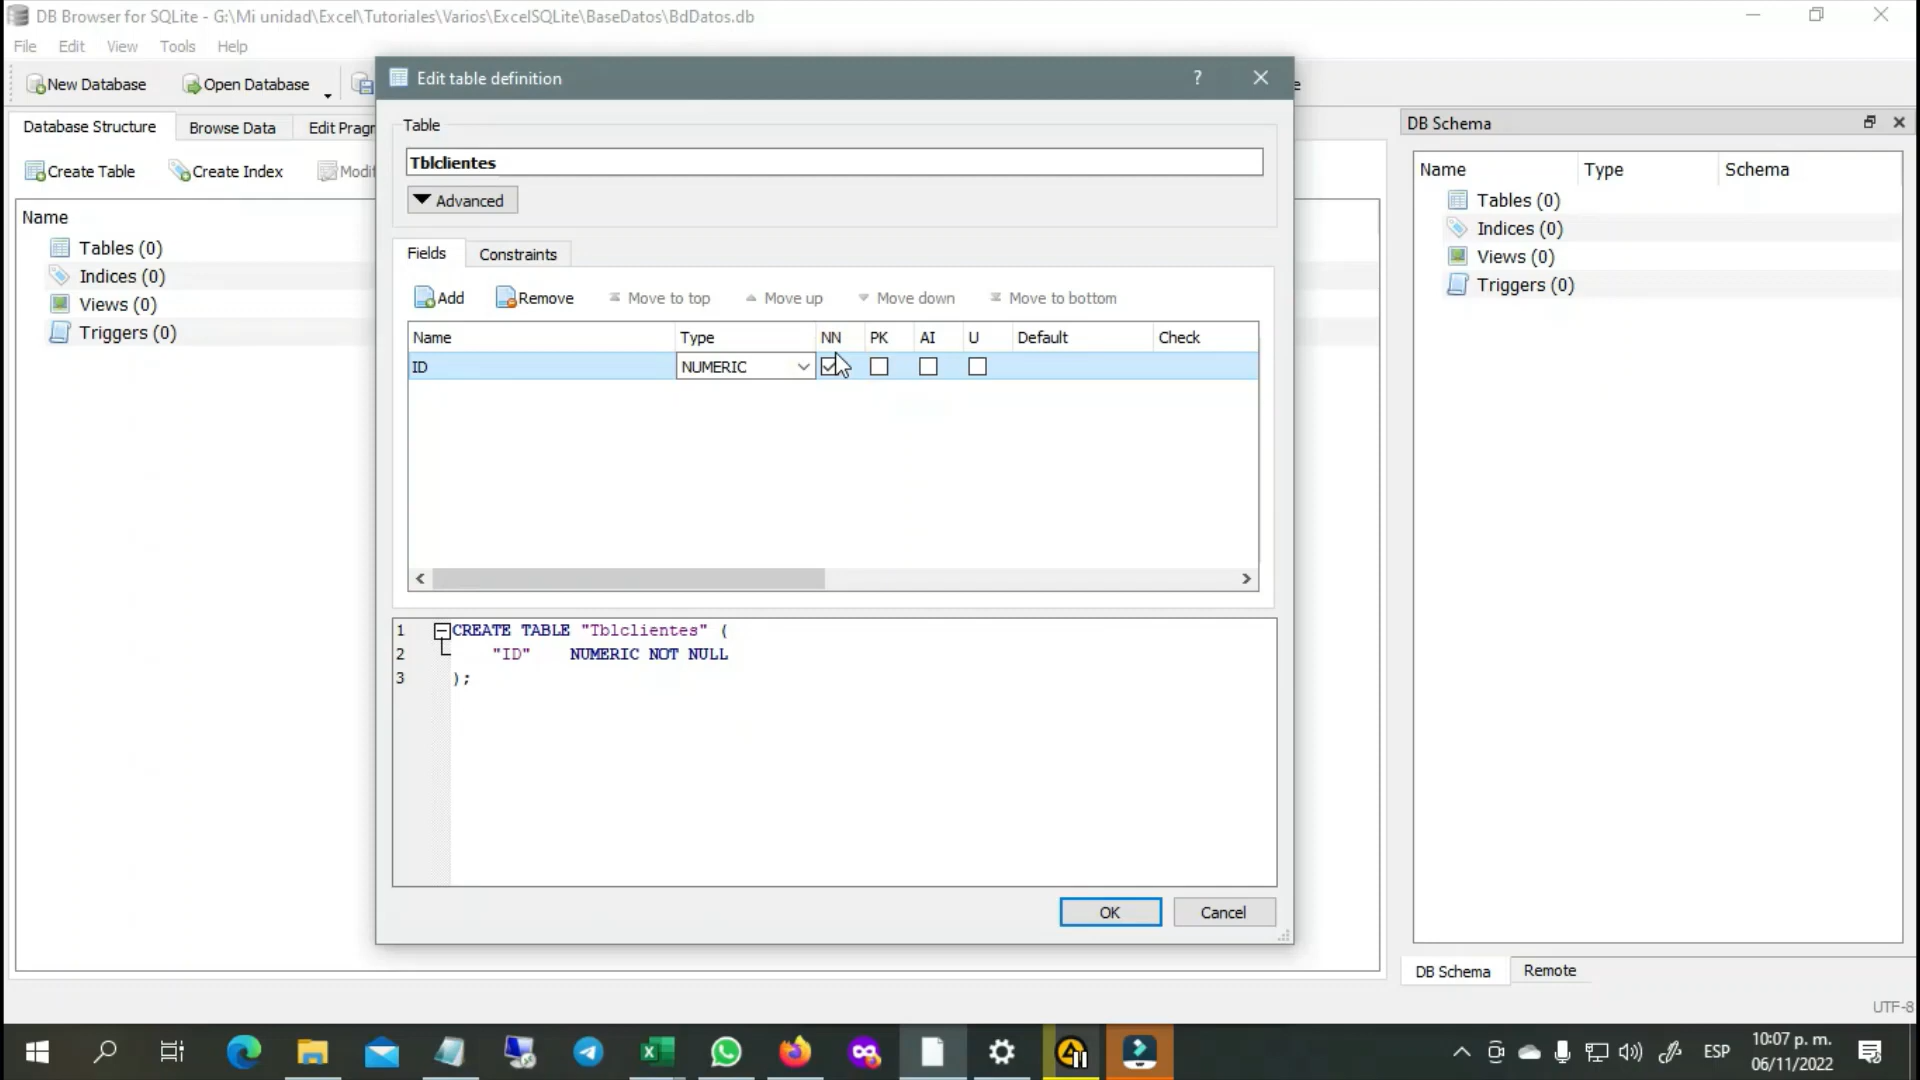 DB Browser for SQLite - G:\Mi unidad\Excel\Tutoriales\Varios\ExcelSQLite\BaseDatos\BdDatos.db
File Edit View Tools Help
New Database Open Database
Edit table definition ?
Database Structure Browse Data Edit Pragr
Create Table Create Index Modif
Name
Tables (0)
Indices (0)
Views (0)
Triggers (0)
Table
Tblclientes
Advanced
Fields Constraints
Add Remove Move to top Move up Move down Move to bottom
Name Type NN PK AI U Default Check
ID NUMERIC
1 CREATE TABLE "Tblclientes" (
2 "ID" NUMERIC NOT NULL
3 );
OK Cancel
e
DB Schema
Name Type Schema
Tables (0)
Indices (0)
Views (0)
Triggers (0)
DB Schema Remote
UTF-8
ESP
10:07 p. m.
06/11/2022